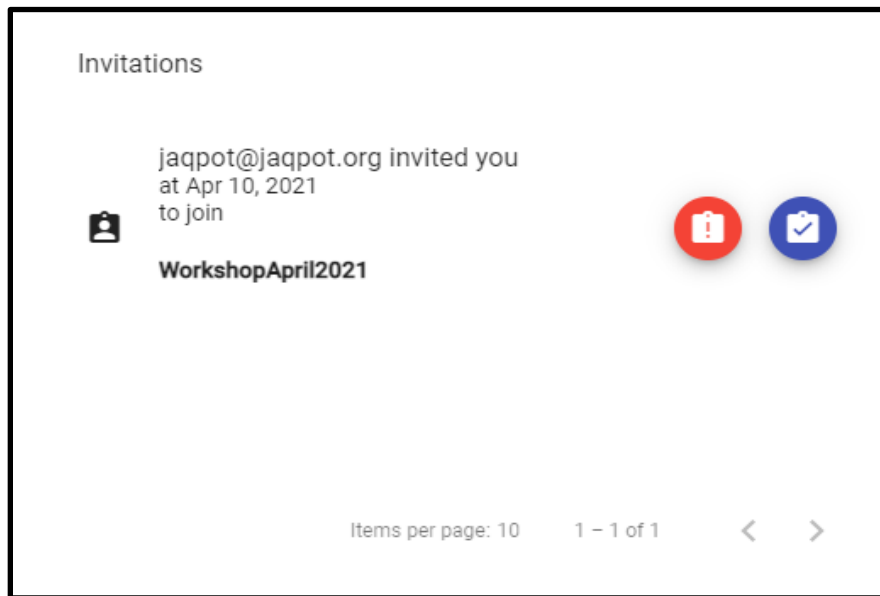 Invitations
jaqpot@jaqpot.org invited you
at Apr 10, 2021
to join
WorkshopApril2021
Items per page: 10 1 – 1 of 1